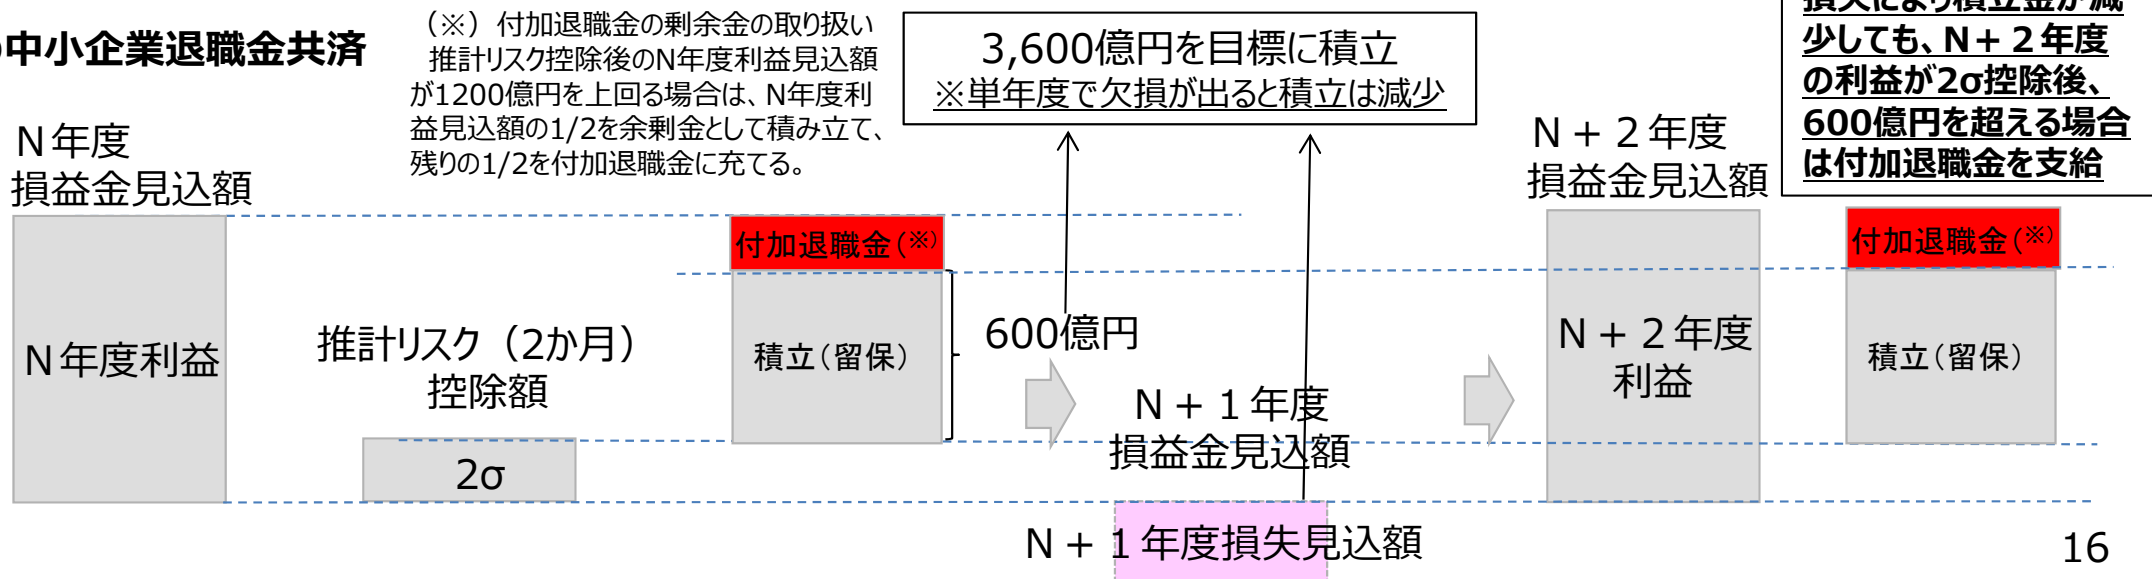 中小企業退職金共済
（※）付加退職金の剰余金の取り扱い
推計リスク控除後のN年度利益見込額
が1200億円を上回る場合は、N年度利
益見込額の1/2を余剰金として積み立て、
残りの1/2を付加退職金に充てる。
3,600億円を目標に積立
※単年度で欠損が出ると積立は減少
損失により積立金が減
少しても、N＋２年度
の利益が2σ控除後、
600億円を超える場合
は付加退職金を支給
N年度
損益金見込額
N＋２年度
損益金見込額
付加退職金(※)
付加退職金(※)
N年度利益
推計リスク（2か月）
控除額
積立(留保)
600億円
N＋２年度
利益
積立(留保)
N＋１年度
損益金見込額
2σ
N＋１年度損失見込額
16